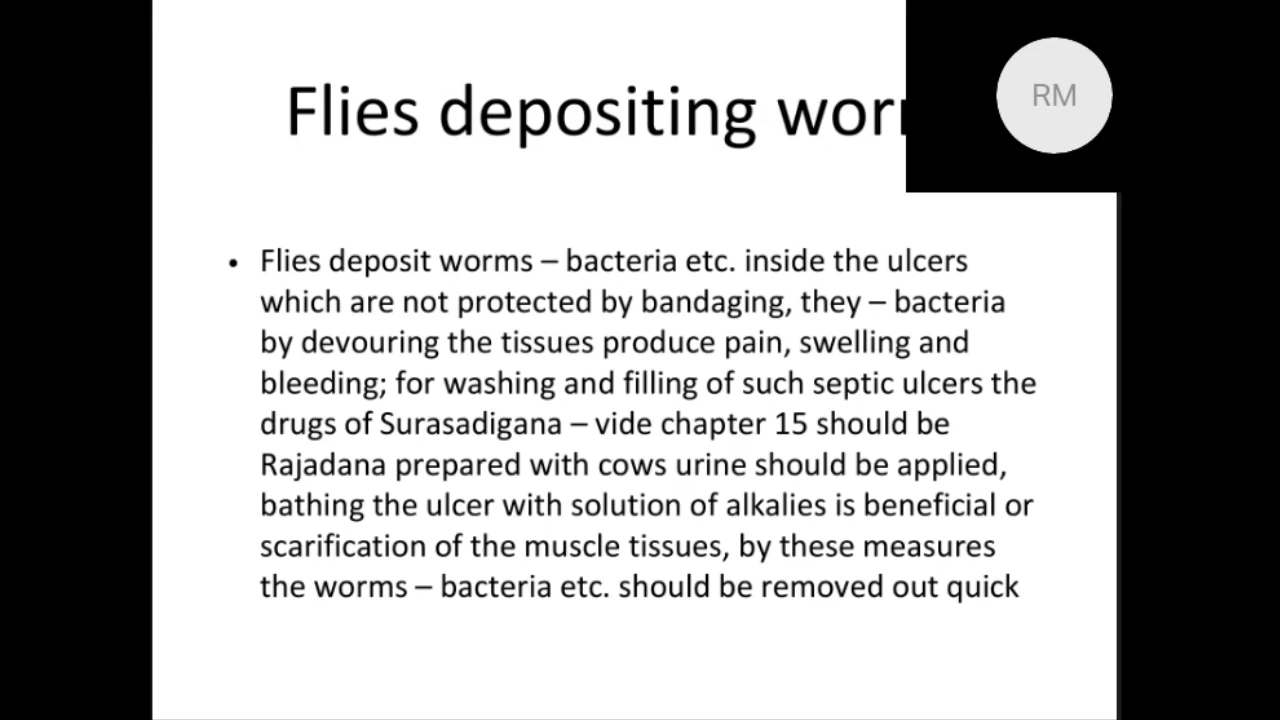 Flies depositing
RM
• Flies deposit worms – bacteria etc. inside the ulcers
which are not protected by bandaging, they – bacteria
by devouring the tissues produce pain, swelling and
bleeding; for washing and filling of such septic ulcers the
drugs of Surasadigana – vide chapter 15 should be
Rajadana prepared with cows urine should be applied,
bathing the ulcer with solution of alkalies is beneficial or
scarification of the muscle tissues, by these measures
the worms – bacteria etc. should be removed out quick